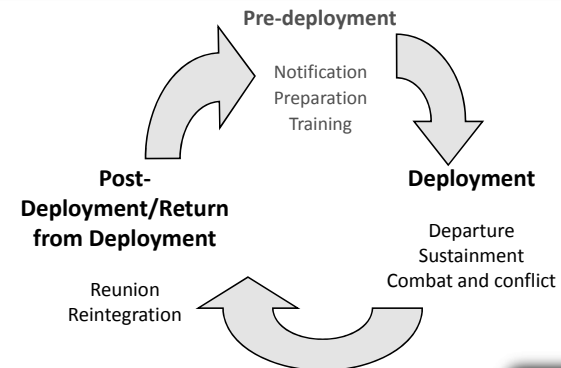 Pre-deployment
Notification
Preparation
Training
Deployment
Departure
Sustainment
Combat and conflict
Post-
Deployment/Return
from Deployment
Reunion
Reintegration